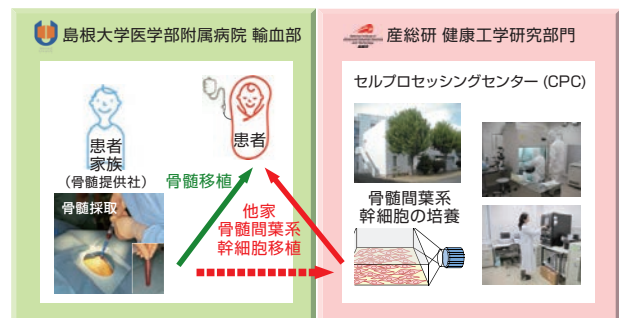 島根大学医学部附属病院 輸血部
患者
家族
(骨髄提供社)
患者
骨髄移植
骨髄採取
他家
骨髄間葉系
幹細胞移植
産総研 健康工学研究部門
セルプロセッシングセンター (CPC)
骨髄間葉系
幹細胞の培養